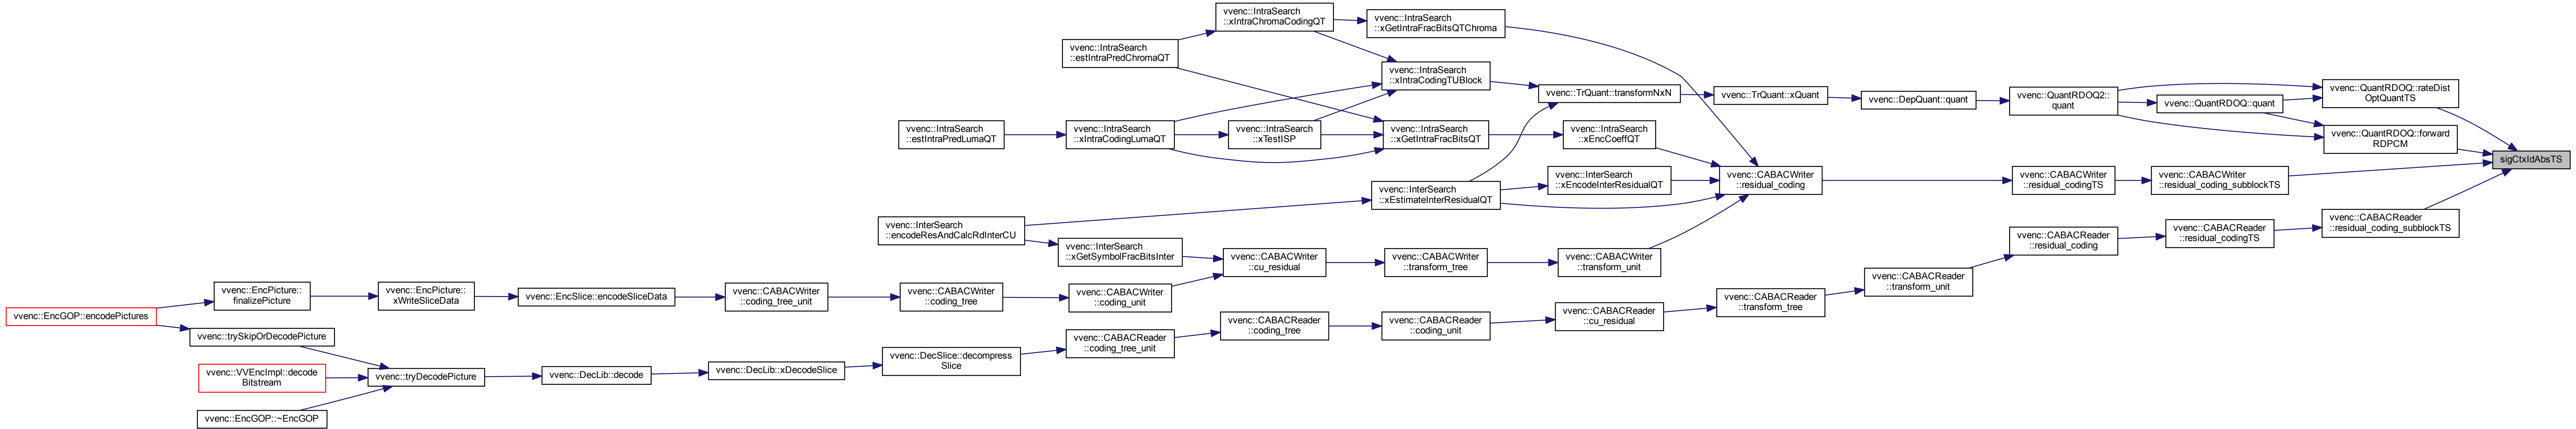 vvenc::IntraSearch
::xIntraChromaCodingQT
vvenc::IntraSearch
::xGetIntraFracBitsQTChroma
vvenc::IntraSearch
::estIntraPredChromaQT
vvenc::IntraSearch
::xIntraCodingTUBlock
vvenc::TrQuant::transformNxN
vvenc::TrQuant::xQuant
vvenc::DepQuant::quant
vvenc::QuantRDOQ2::
quant
vvenc::QuantRDOQ::quant
vvenc::QuantRDOQ::rateDist
OptQuantTS
vvenc::IntraSearch
::estIntraPredLumaQT
vvenc::IntraSearch
::xIntraCodingLumaQT
vvenc::IntraSearch
::xTestISP
vvenc::IntraSearch
::xGetIntraFracBitsQT
vvenc::IntraSearch
::xEncCoeffQT
vvenc::QuantRDOQ::forward
RDPCM
sigCtxIdAbsTS
vvenc::InterSearch
::xEstimateInterResidualQT
vvenc::InterSearch
::xEncodeInterResidualQT
vvenc::CABACWriter
::residual_coding
vvenc::CABACWriter
::residual_codingTS
vvenc::CABACWriter
::residual_coding_subblockTS
vvenc::InterSearch
::encodeResAndCalcRdInterCU
vvenc::InterSearch
::xGetSymbolFracBitsInter
vvenc::CABACWriter
::cu_residual
vvenc::CABACWriter
::transform_tree
vvenc::CABACWriter
::transform_unit
vvenc::CABACReader
::residual_coding
vvenc::CABACReader
::residual_codingTS
vvenc::CABACReader
::residual_coding_subblockTS
vvenc::EncGOP::encodePictures
vvenc::EncPicture::
finalizePicture
vvenc::EncPicture::
xWriteSliceData
vvenc::EncSlice::encodeSliceData
vvenc::CABACWriter
::coding_tree_unit
vvenc::CABACWriter
::coding_tree
vvenc::CABACWriter
::coding_unit
vvenc::CABACReader
::cu_residual
vvenc::CABACReader
::transform_tree
vvenc::CABACReader
::transform_unit
vvenc::trySkipOrDecodePicture
vvenc::VVEncImpl::decode
Bitstream
vvenc::EncGOP::~EncGOP
vvenc::tryDecodePicture
vvenc::DecLib::decode
vvenc::DecLib::xDecodeSlice
vvenc::DecSlice::decompress
Slice
vvenc::CABACReader
::coding_tree_unit
vvenc::CABACReader
::coding_tree
vvenc::CABACReader
::coding_unit